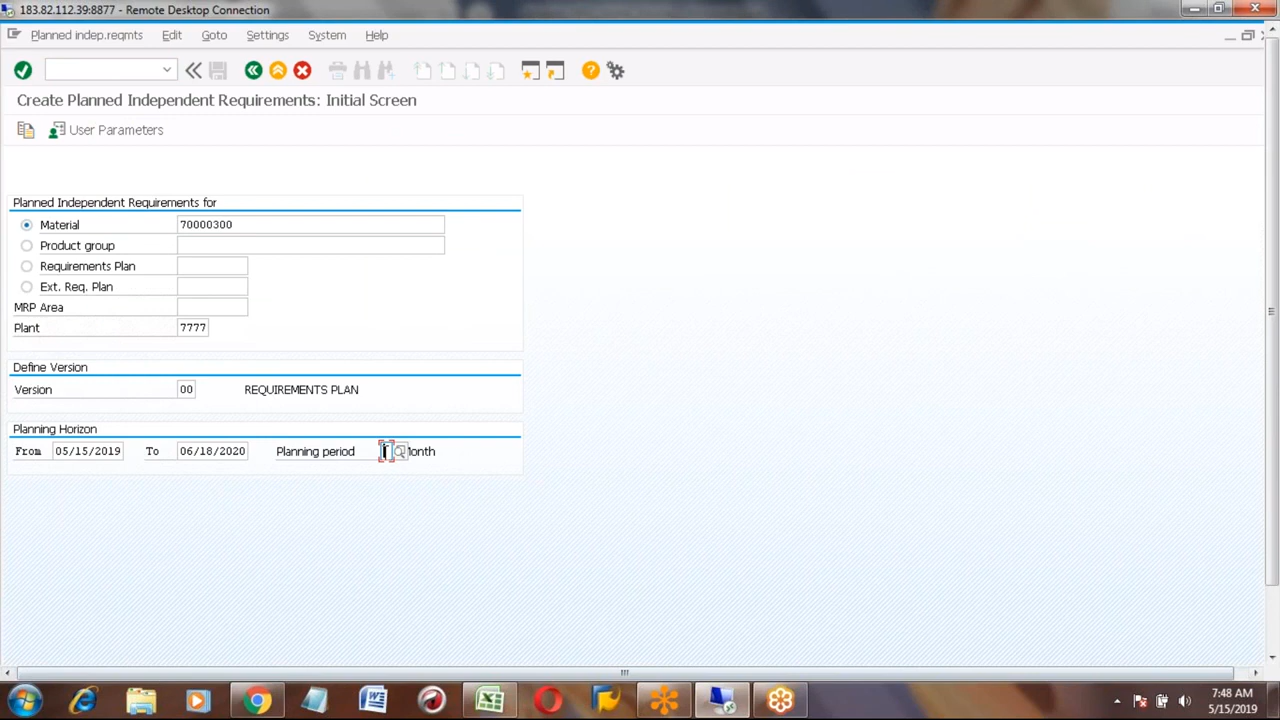 183.82.112.39:8877 - Remote Desktop Connection
Planned indep.reqmts Edit Goto Settings System Help
Create Planned Independent Requirements: Initial Screen
User Parameters
Planned Independent Requirements for
Material 70000300
Product group
Requirements Plan
Ext. Req. Plan
MRP Area
Plant 7777
Define Version
Version 00 REQUIREMENTS PLAN
Planning Horizon
From 05/15/2019 To 06/18/2020 Planning period Month
7:48 AM
5/15/2019